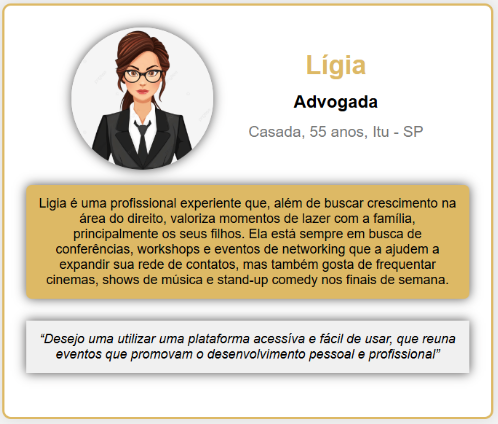 Lígia
Advogada
Casada, 55 anos, Itu - SP
Ligia é uma profissional experiente que, além de buscar crescimento na
área do direito, valoriza momentos de lazer com a família,
principalmente os seus filhos. Ela está sempre em busca de
conferências, workshops e eventos de networking que a ajudem a
expandir sua rede de contatos, mas também gosta de frequentar
cinemas, shows de música e stand-up comedy nos finais de semana.
“Desejo uma utilizar uma plataforma acessíva e fácil de usar, que reuna
eventos que promovam o desenvolvimento pessoal e profissional”